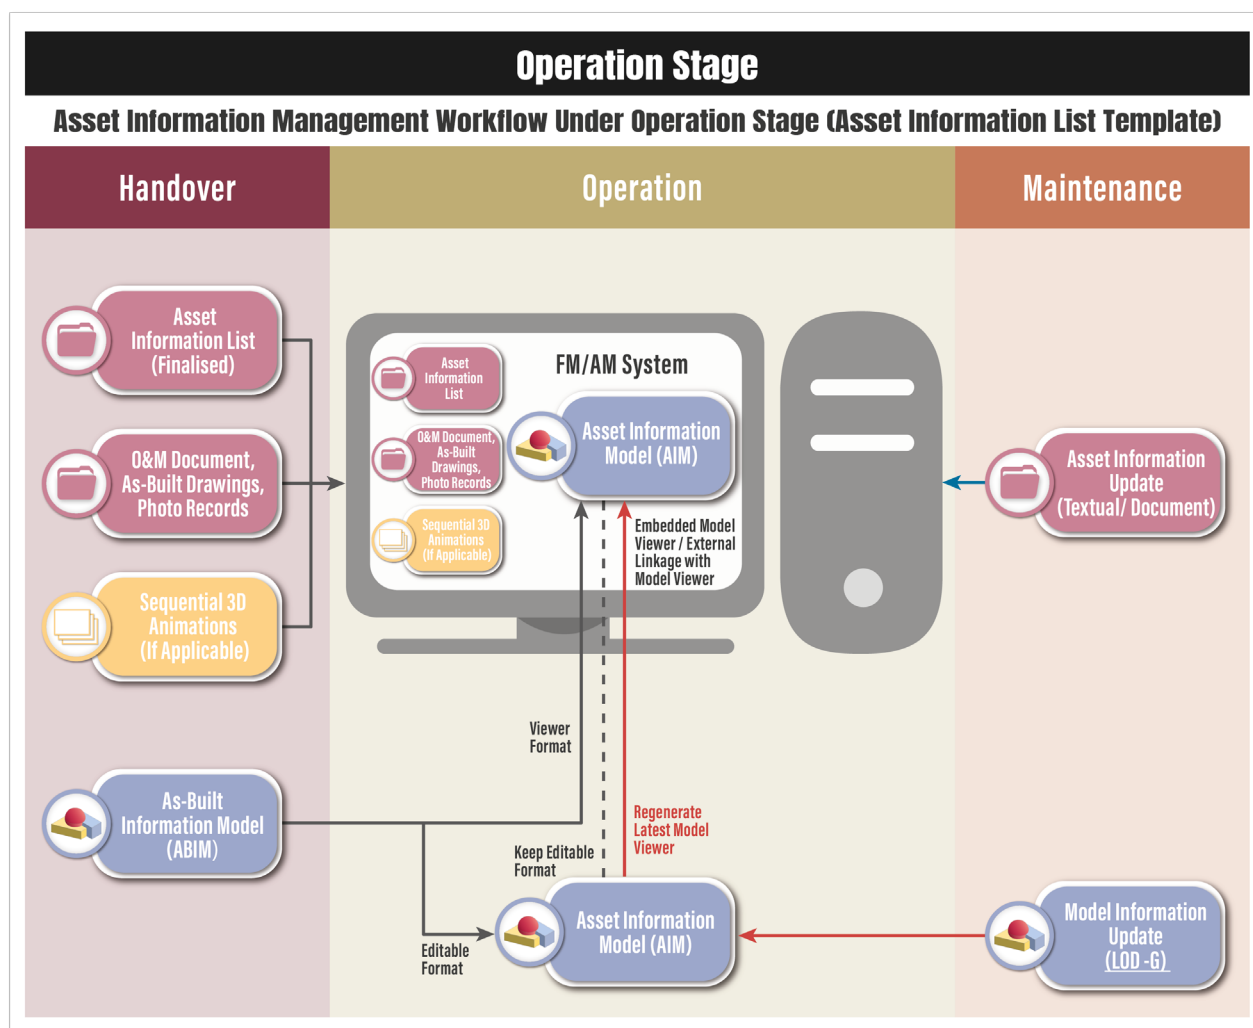 Operation Stage
Asset Information Management Workflow Under Operation Stage (Asset Information List Template)
Handover
Operation
Maintenance
Asset
Information List
(Finalised)
O&M Document,
As-Built Drawings,
Photo Records
Sequential 3D
Animations
(If Applicable)
As-Built
Information Model
(ABIM)
FM/AM System
Asset
Information
List
O&M Document,
As-Built
Drawings,
Photo Records
Sequential 3D
Animations
(If Applicable)
Asset Information
Model (AIM)
Embedded Model
Viewer / External
Linkage with
Model Viewer
Viewer
Format
Regenerate
Latest Model
Viewer
Keep Editable
Format
Editable
Format
Asset Information
Model (AIM)
Asset Information
Update
(Textual/ Document)
Model Information
Update
(LOD -G)